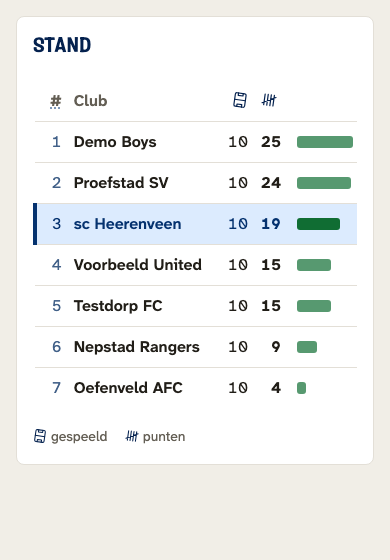 STAND
# Club
1 Demo Boys 10 25
2 Proefstad SV 10 24
3 sc Heerenveen 10 19
4 Voorbeeld United 10 15
5 Testdorp FC 10 15
6 Nepstad Rangers 10 9
7 Oefenveld AFC 10 4
gespeeld punten